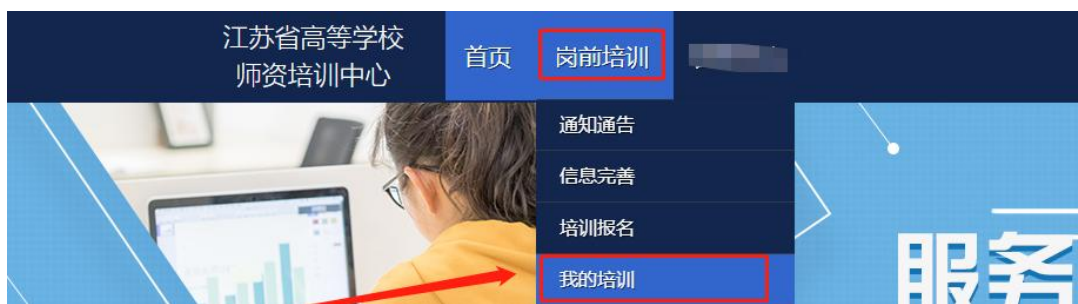 江苏省高等学校
师资培训中心
首页
岗前培训
通知通告
信息完善
培训报名
我的培训
服务